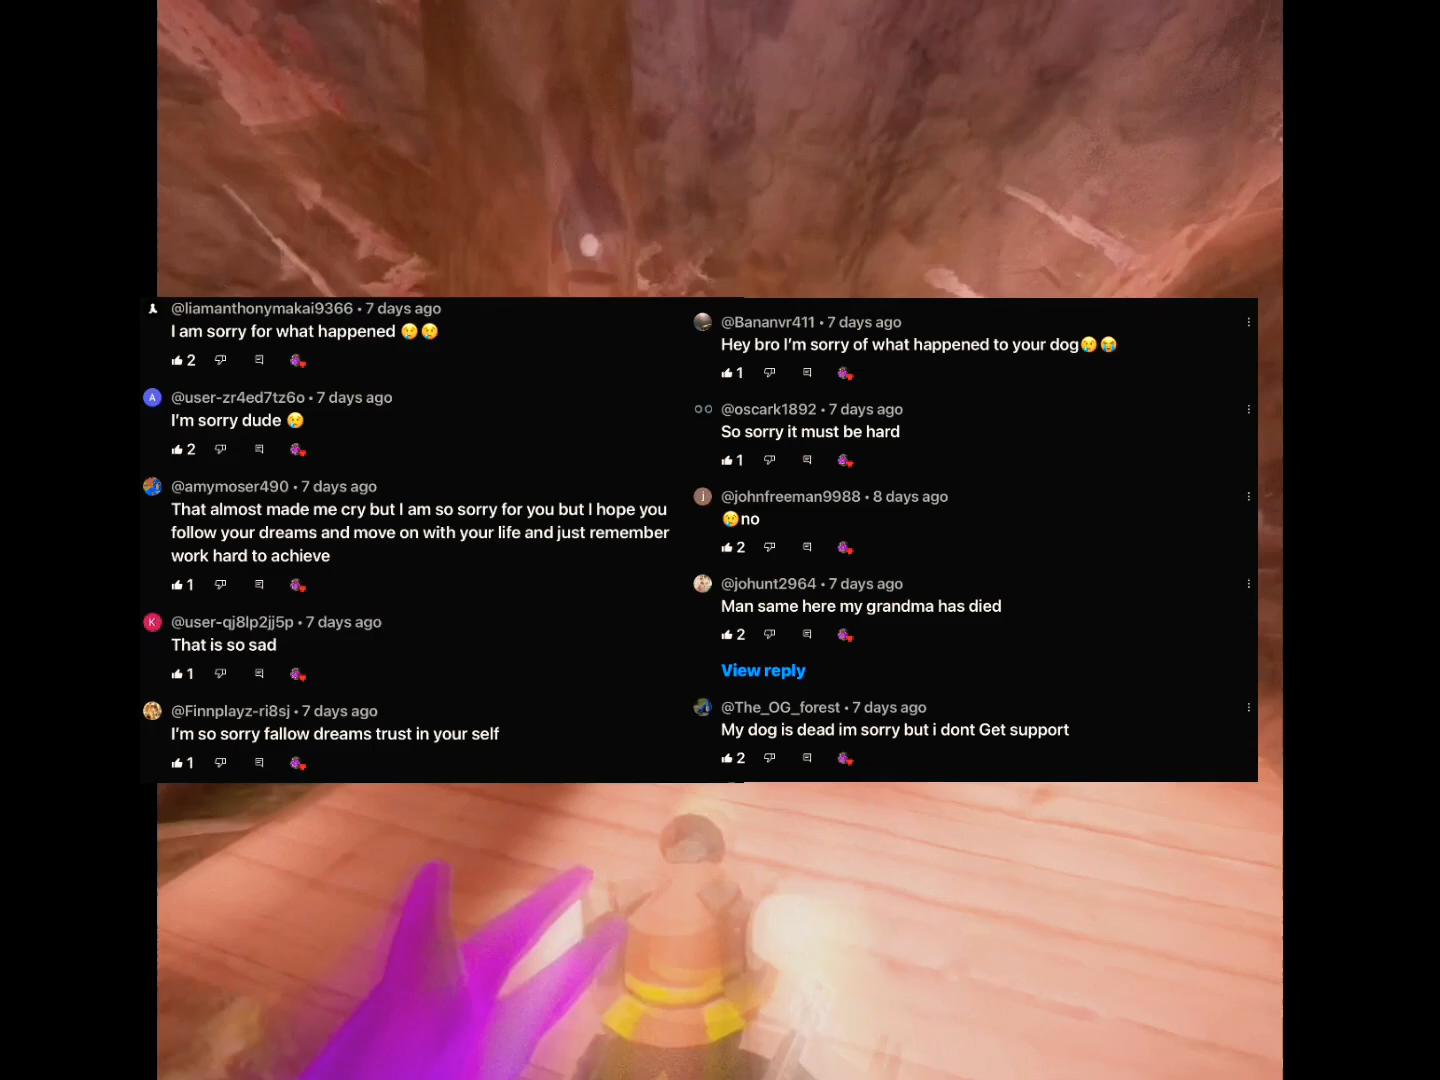 @liamanthonymakai9366 • 7 days ago
I am sorry for what happened 😢😢
2
@user-zr4ed7tz6o • 7 days ago
A
I'm sorry dude 😢
2
@amymoser490 • 7 days ago
That almost made me cry but I am so sorry for you but I hope you
follow your dreams and move on with your life and just remember
work hard to achieve
1
K
@user-qj8lp2jj5p • 7 days ago
That is so sad
1
@Finnplayz-ri8sj • 7 days ago
I'm so sorry fallow dreams trust in your self
1
@Bananvr411 • 7 days ago
Hey bro I'm sorry of what happened to your dog😢😭
1
@oscark1892 • 7 days ago
So sorry it must be hard
1
j
@johnfreeman9988 • 8 days ago
😢no
2
@johunt2964 • 7 days ago
Man same here my grandma has died
2
View reply
@The_OG_forest • 7 days ago
My dog is dead im sorry but i dont Get support
2